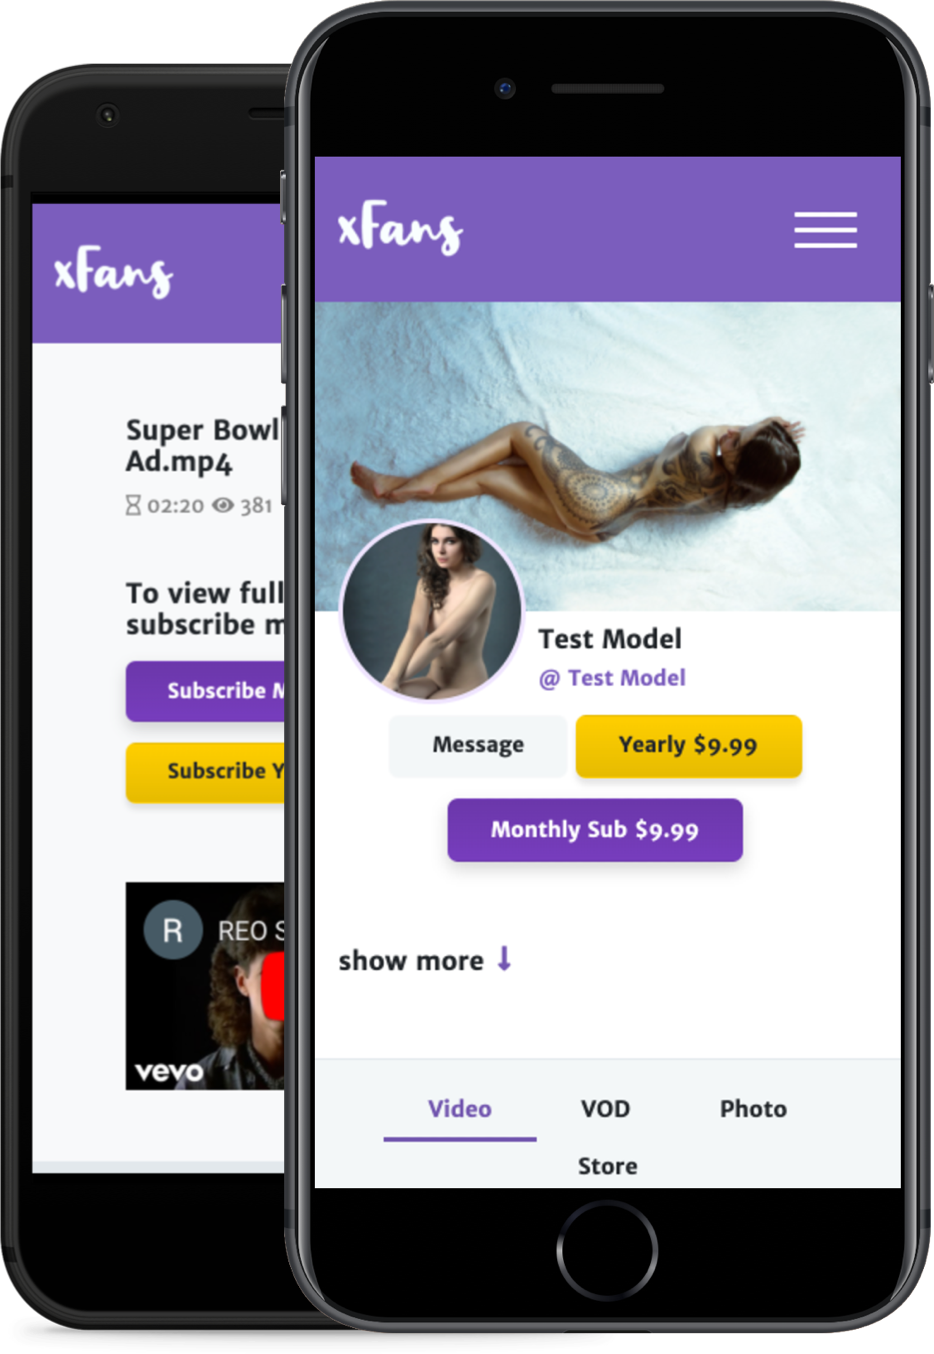 xFans
Super Bowl
Ad.mp4
02:20 381
To view full
subscribe m
Subscribe M
Subscribe Y
R REO S
vevo
xFans
Test Model
@ Test Model
Message
Yearly $9.99
Monthly Sub $9.99
show more
Video VOD Photo
Store